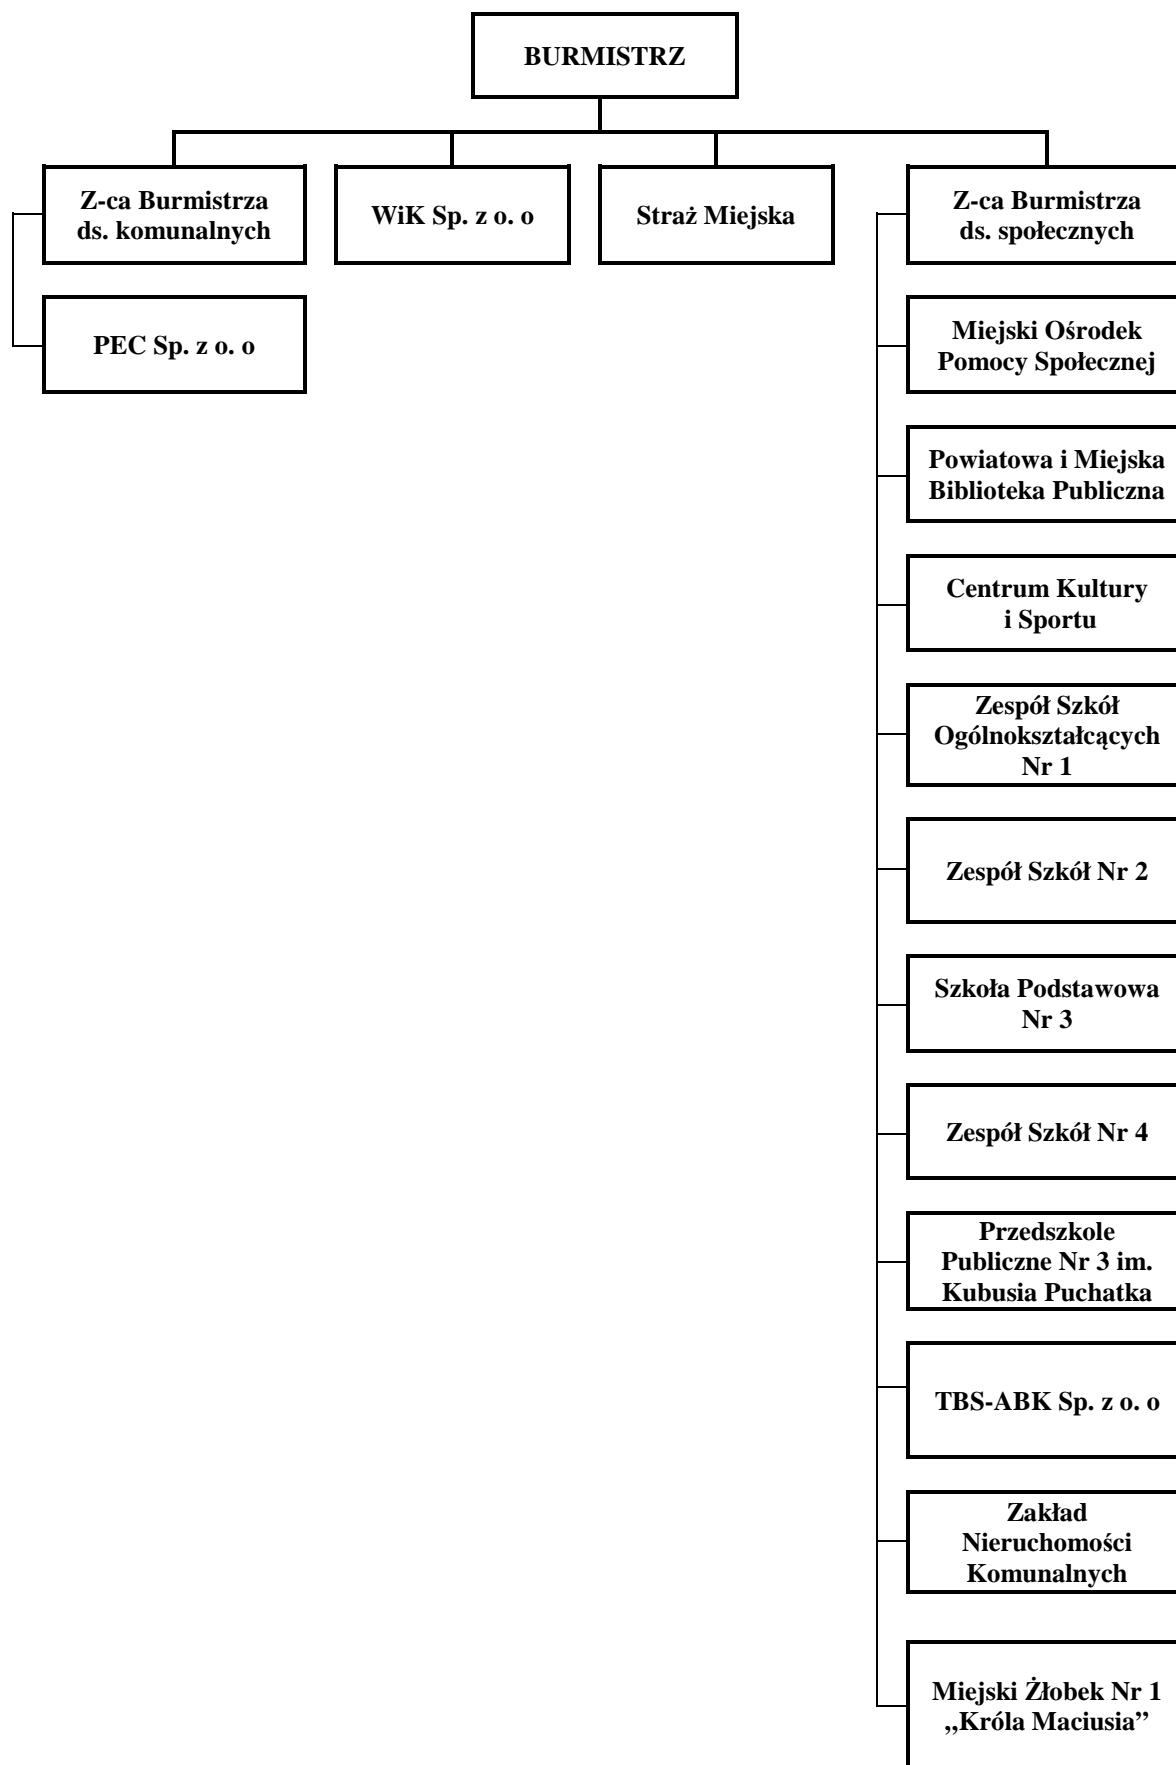 BURMISTRZ
Z-ca Burmistrza
ds. komunalnych
WiK Sp. z o. o
Straż Miejska
Z-ca Burmistrza
ds. społecznych
PEC Sp. z o. o
Miejski Ośrodek
Pomocy Społecznej
Powiatowa i Miejska
Biblioteka Publiczna
Centrum Kultury
i Sportu
Zespół Szkół
Ogólnokształcących
Nr 1
Zespół Szkół Nr 2
Szkoła Podstawowa
Nr 3
Zespół Szkół Nr 4
Przedszkole
Publiczne Nr 3 im.
Kubusia Puchatka
TBS-ABK Sp. z o. o
Zakład
Nieruchomości
Komunalnych
Miejski Żłobek Nr 1
„Króla Maciusia”